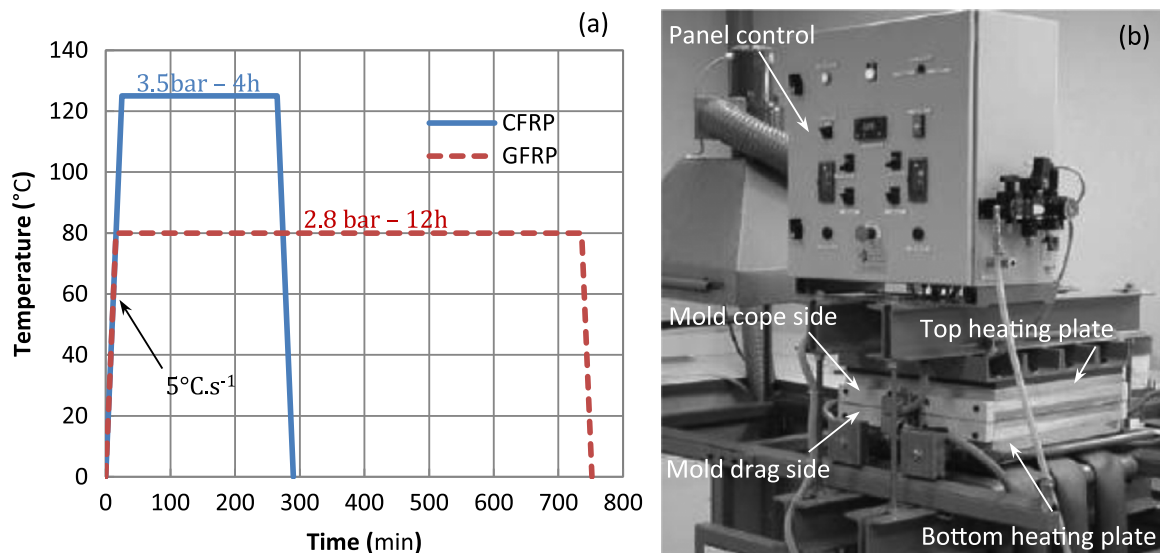 (a)
140
120
100
80
60
40
20
0
Temperature (°C)
3.5bar – 4h
CFRP
GFRP
2.8 bar – 12h
5°C.s⁻¹
0 100 200 300 400 500 600 700 800
Time (min)
(b)
Panel control
Mold cope side
Top heating plate
Mold drag side
Bottom heating plate